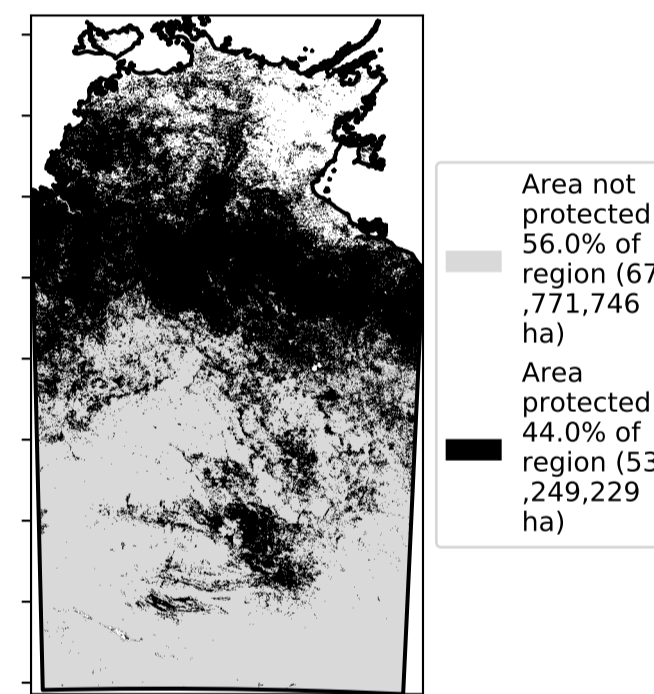 Area not
protected
56.0% of
region (67
,771,746
ha)
Area
protected
44.0% of
region (53
,249,229
ha)